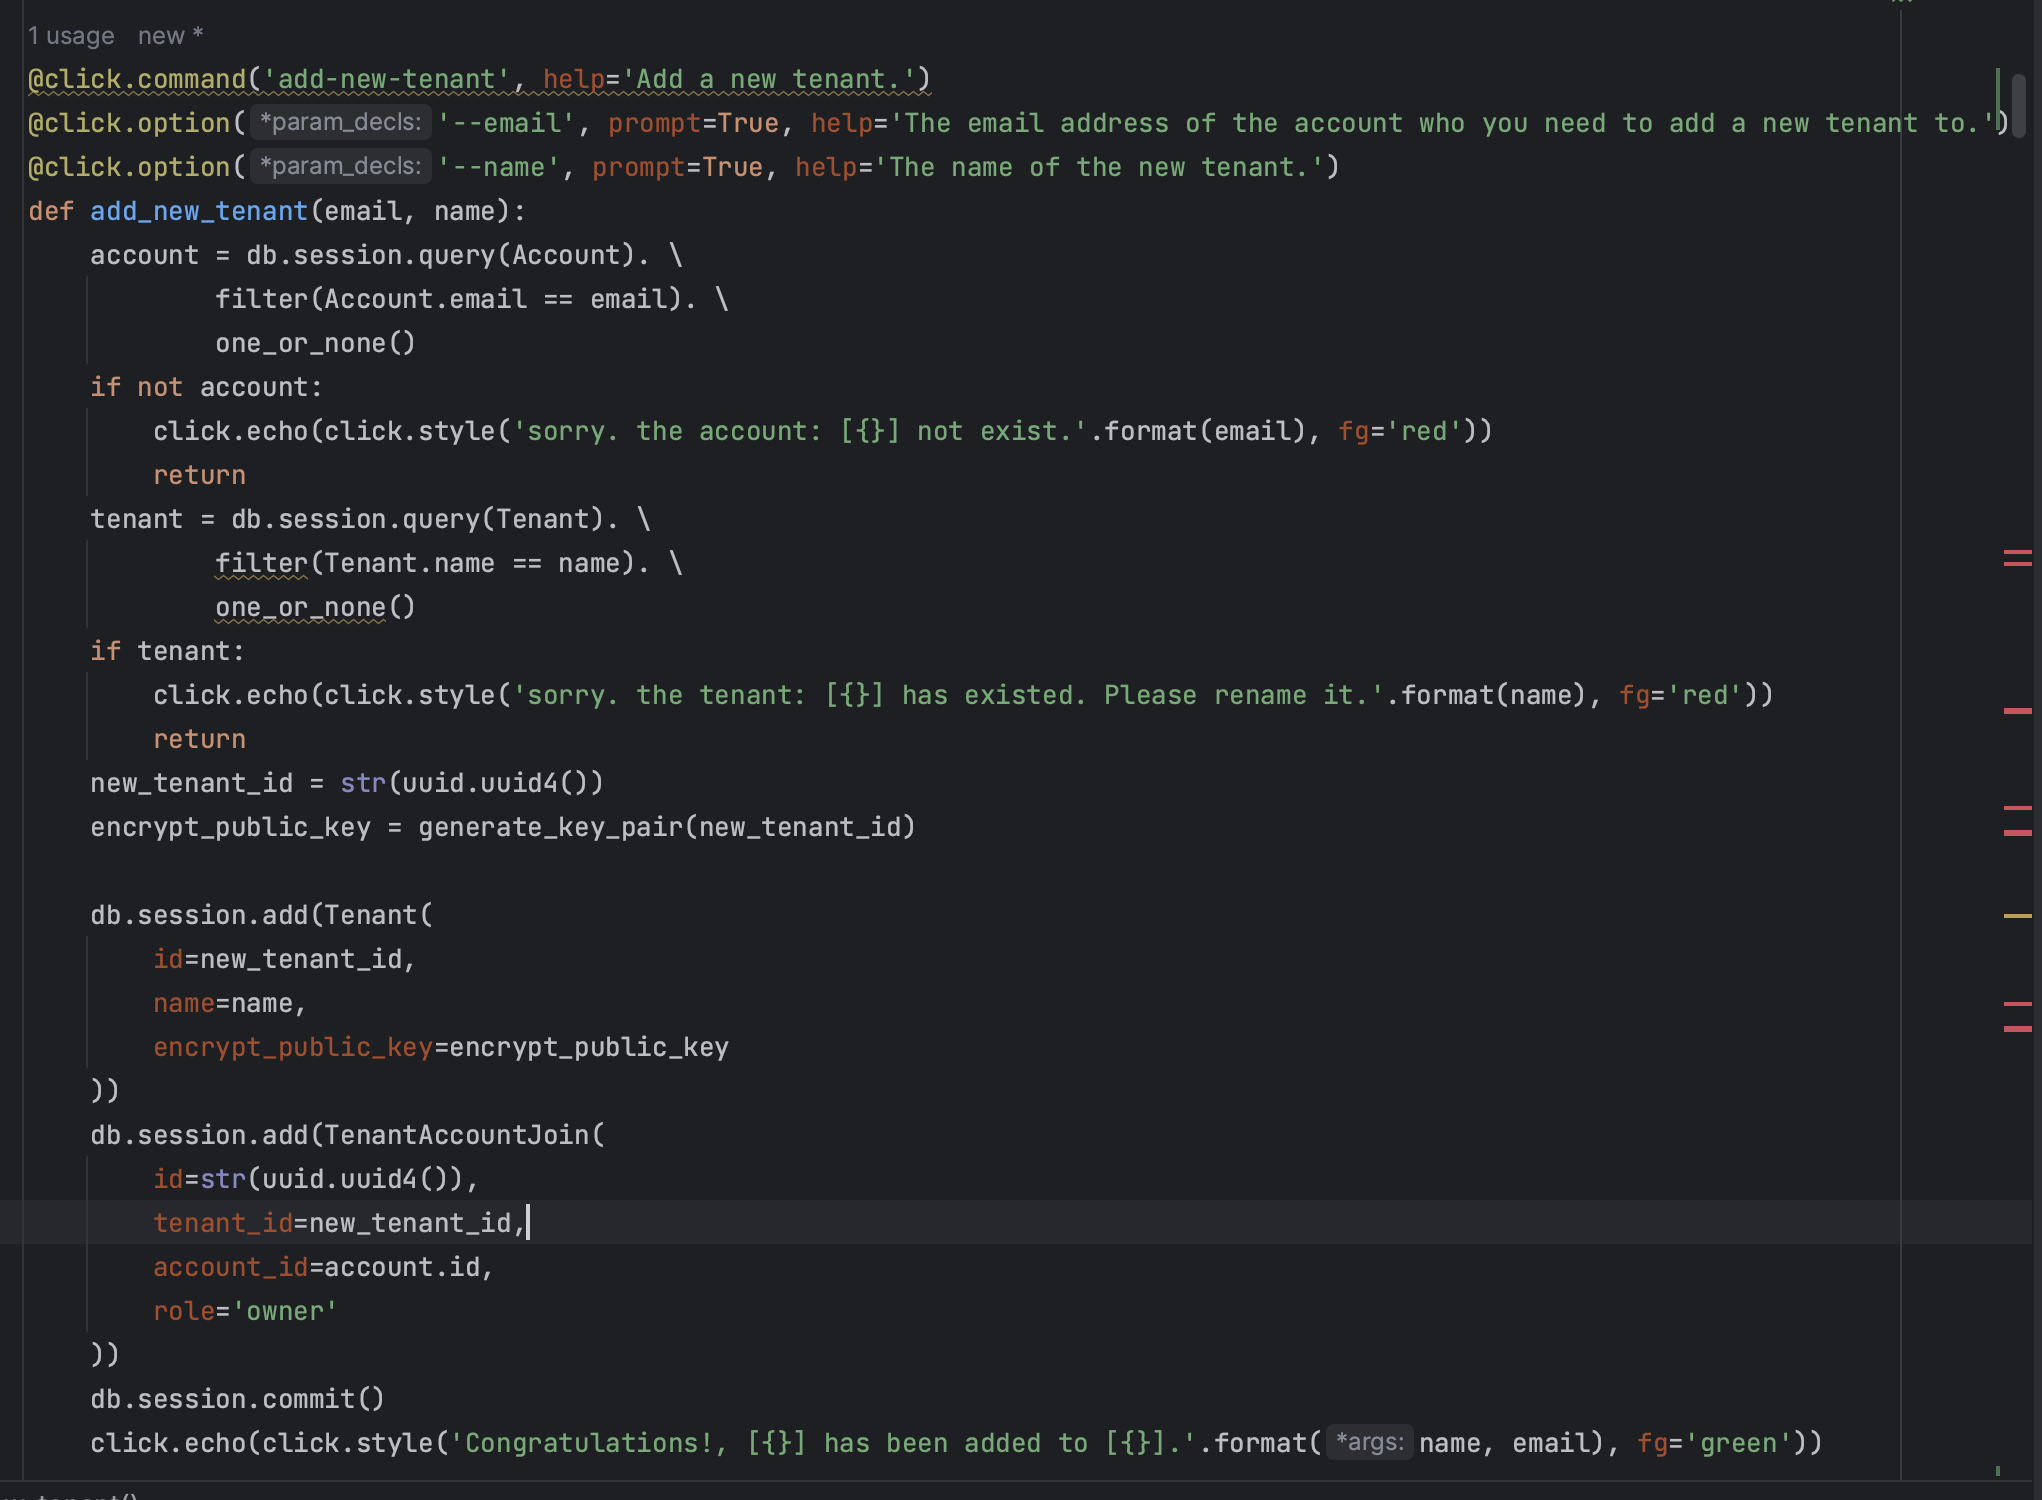 1 usage   new *
@click.command('add-new-tenant', help='Add a new tenant.')
@click.option( *param_decls: '--email', prompt=True, help='The email address of the account who you need to add a new tenant to.')
@click.option( *param_decls: '--name', prompt=True, help='The name of the new tenant.')
def add_new_tenant(email, name):
    account = db.session.query(Account). \
            filter(Account.email == email). \
            one_or_none()
    if not account:
        click.echo(click.style('sorry. the account: [{}] not exist.'.format(email), fg='red'))
        return
    tenant = db.session.query(Tenant). \
            filter(Tenant.name == name). \
            one_or_none()
    if tenant:
        click.echo(click.style('sorry. the tenant: [{}] has existed. Please rename it.'.format(name), fg='red'))
        return
    new_tenant_id = str(uuid.uuid4())
    encrypt_public_key = generate_key_pair(new_tenant_id)

    db.session.add(Tenant(
        id=new_tenant_id,
        name=name,
        encrypt_public_key=encrypt_public_key
    ))
    db.session.add(TenantAccountJoin(
        id=str(uuid.uuid4()),
        tenant_id=new_tenant_id,
        account_id=account.id,
        role='owner'
    ))
    db.session.commit()
    click.echo(click.style('Congratulations!, [{}] has been added to [{}].'.format( *args: name, email), fg='green'))